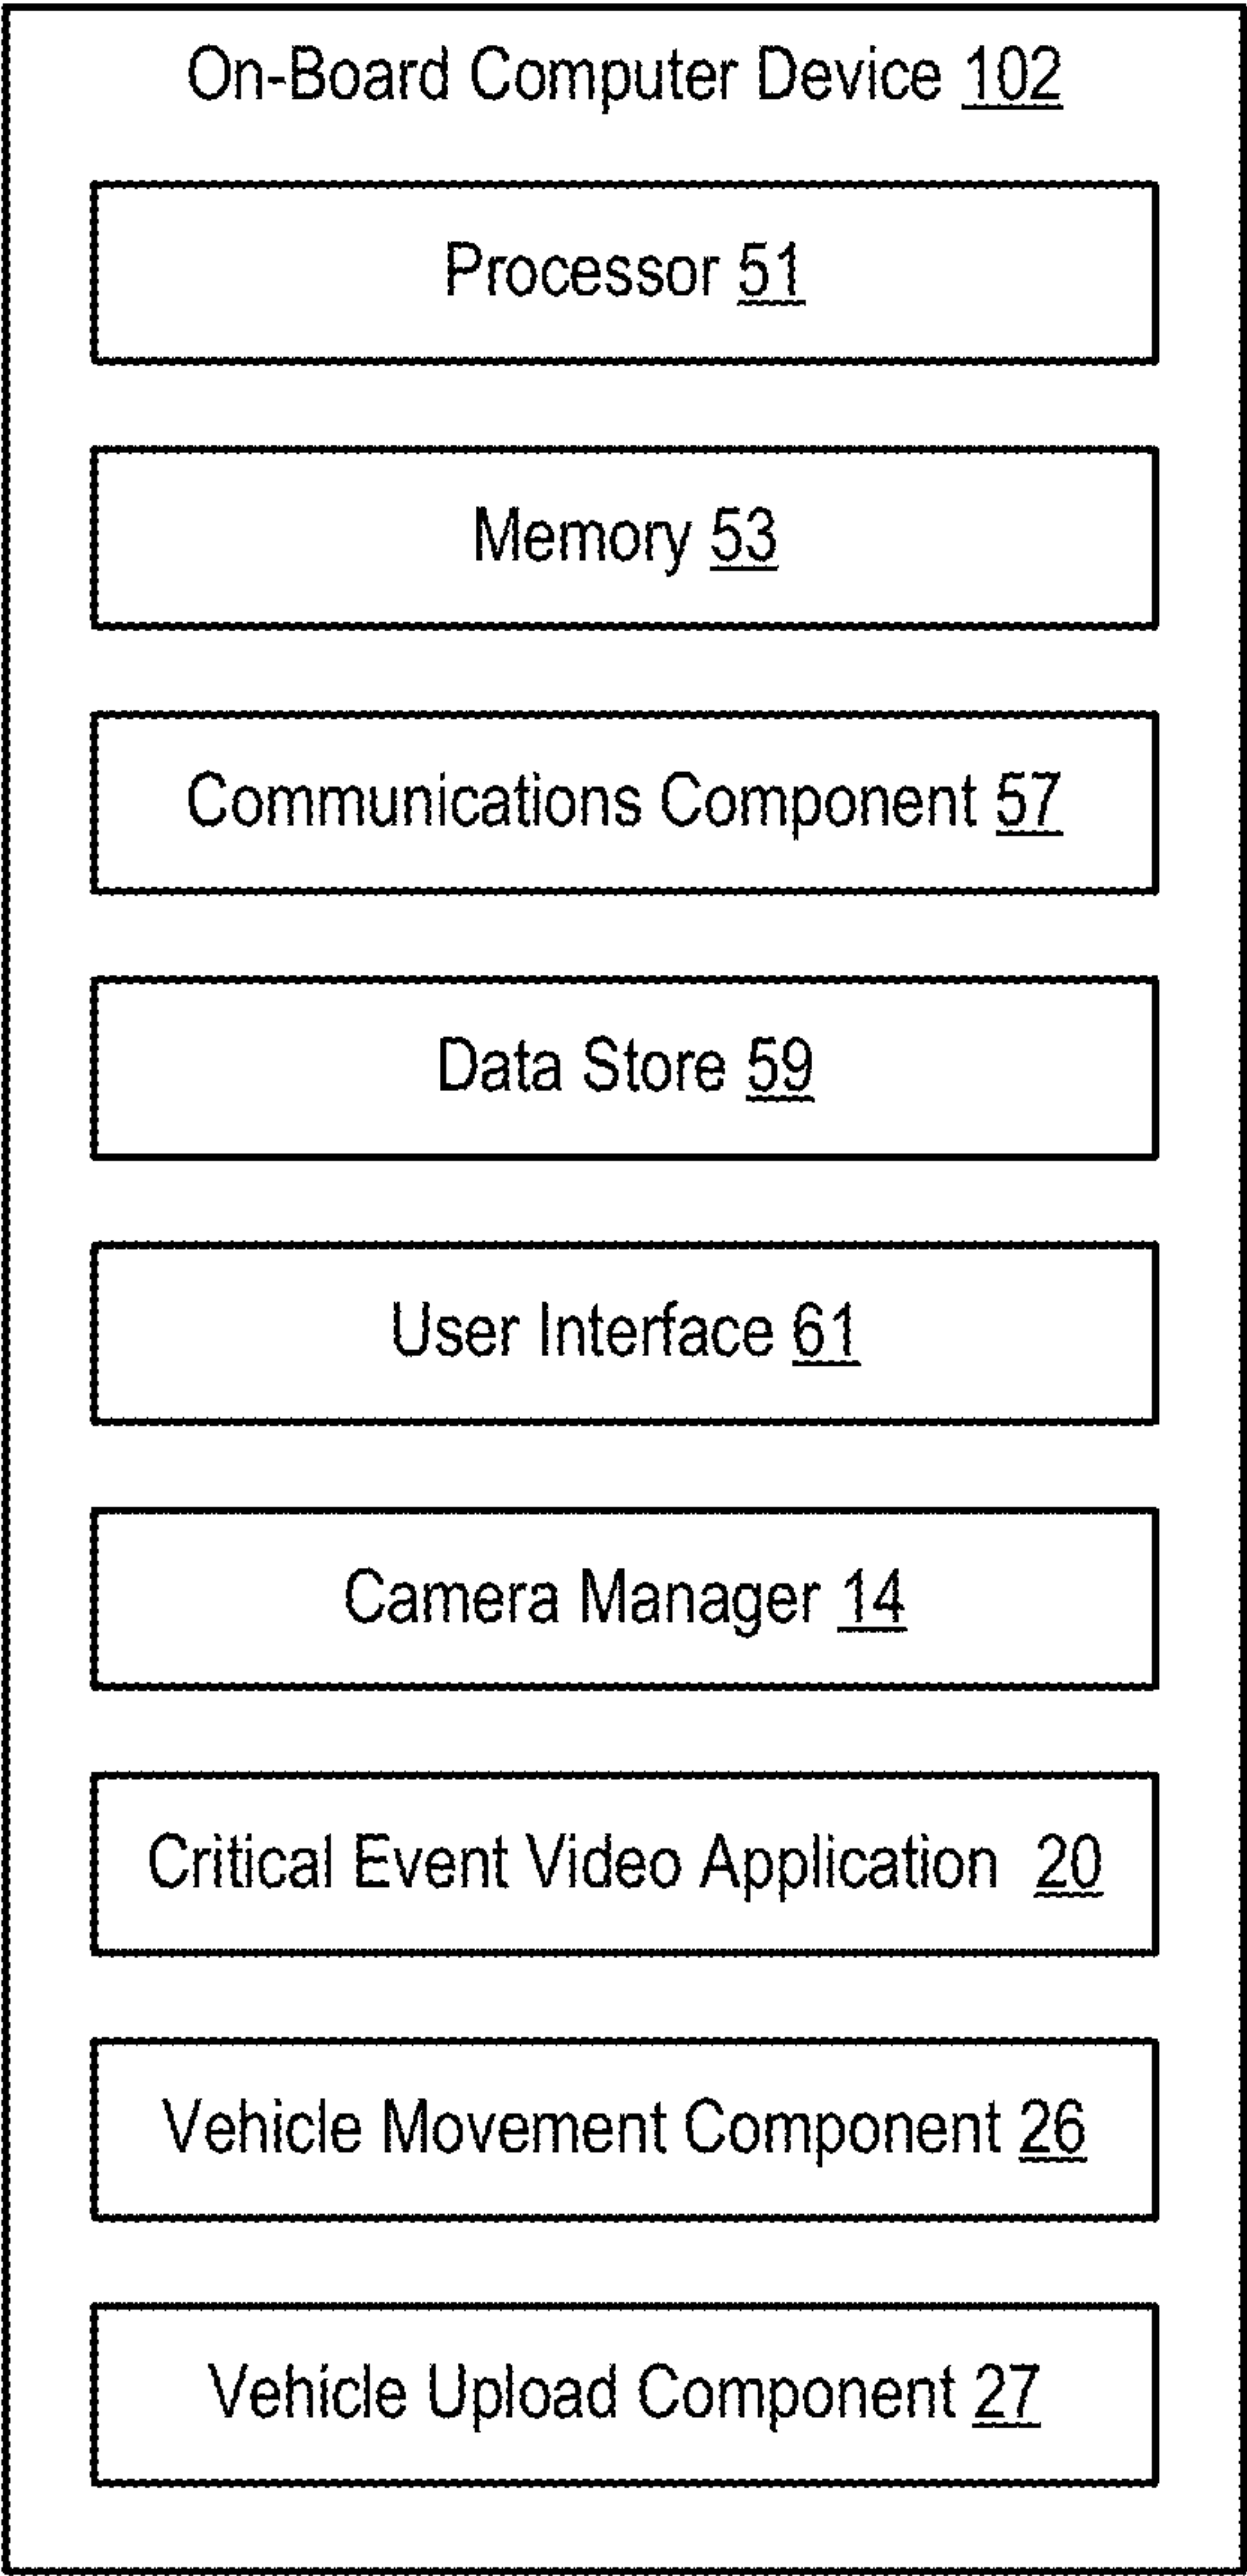 On-Board Computer Device 102
Processor 51
Memory 53
Communications Component 57
Data Store 59
User Interface 61
Camera Manager 14
Critical Event Video Application 20
Vehicle Movement Component 26
Vehicle Upload Component 27